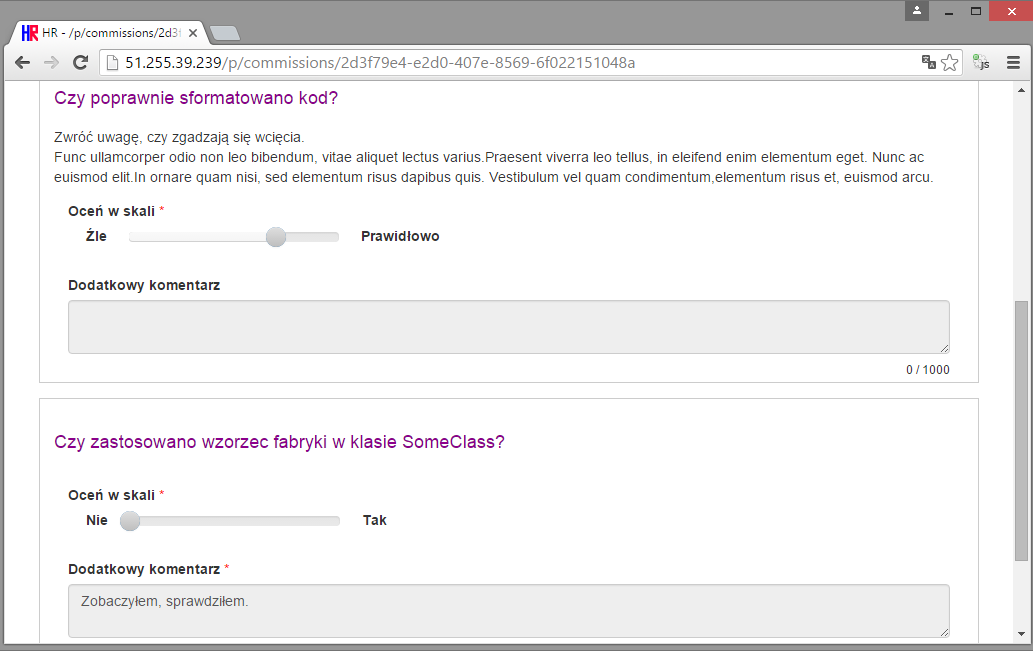 HR - /p/commissions/2d3f
51.255.39.239/p/commissions/2d3f79e4-e2d0-407e-8569-6f022151048a
js
Czy poprawnie sformatowano kod?
Zwróć uwagę, czy zgadzają się wcięcia.
Func ullamcorper odio non leo bibendum, vitae aliquet lectus varius.Praesent viverra leo tellus, in eleifend enim elementum eget. Nunc ac
euismod elit.In ornare quam nisi, sed elementum risus dapibus quis. Vestibulum vel quam condimentum,elementum risus et, euismod arcu.
Oceń w skali *
Źle Prawidłowo
Dodatkowy komentarz
0 / 1000
Czy zastosowano wzorzec fabryki w klasie SomeClass?
Oceń w skali *
Nie Tak
Dodatkowy komentarz *
Zobaczyłem, sprawdziłem.